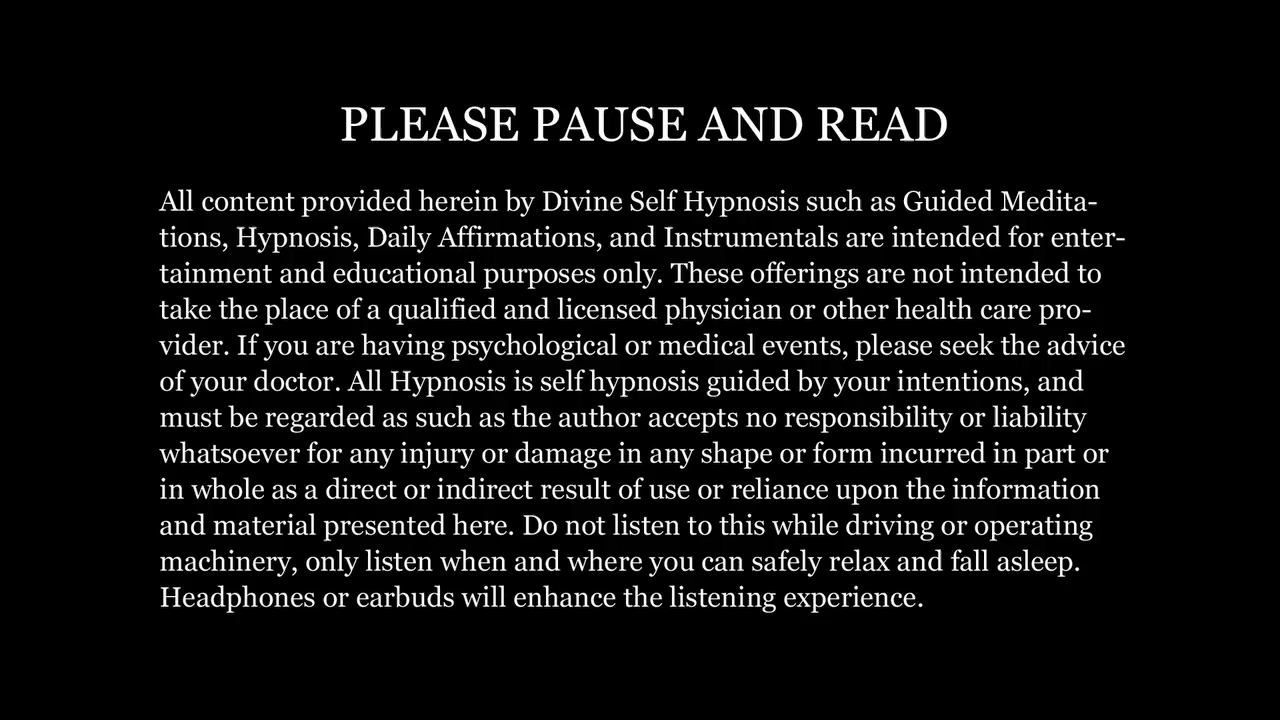 PLEASE PAUSE AND READ
All content provided herein by Divine Self Hypnosis such as Guided Medita-
tions, Hypnosis, Daily Affirmations, and Instrumentals are intended for enter-
tainment and educational purposes only. These offerings are not intended to
take the place of a qualified and licensed physician or other health care pro-
vider. If you are having psychological or medical events, please seek the advice
of your doctor. All Hypnosis is self hypnosis guided by your intentions, and
must be regarded as such as the author accepts no responsibility or liability
whatsoever for any injury or damage in any shape or form incurred in part or
in whole as a direct or indirect result of use or reliance upon the information
and material presented here. Do not listen to this while driving or operating
machinery, only listen when and where you can safely relax and fall asleep.
Headphones or earbuds will enhance the listening experience.